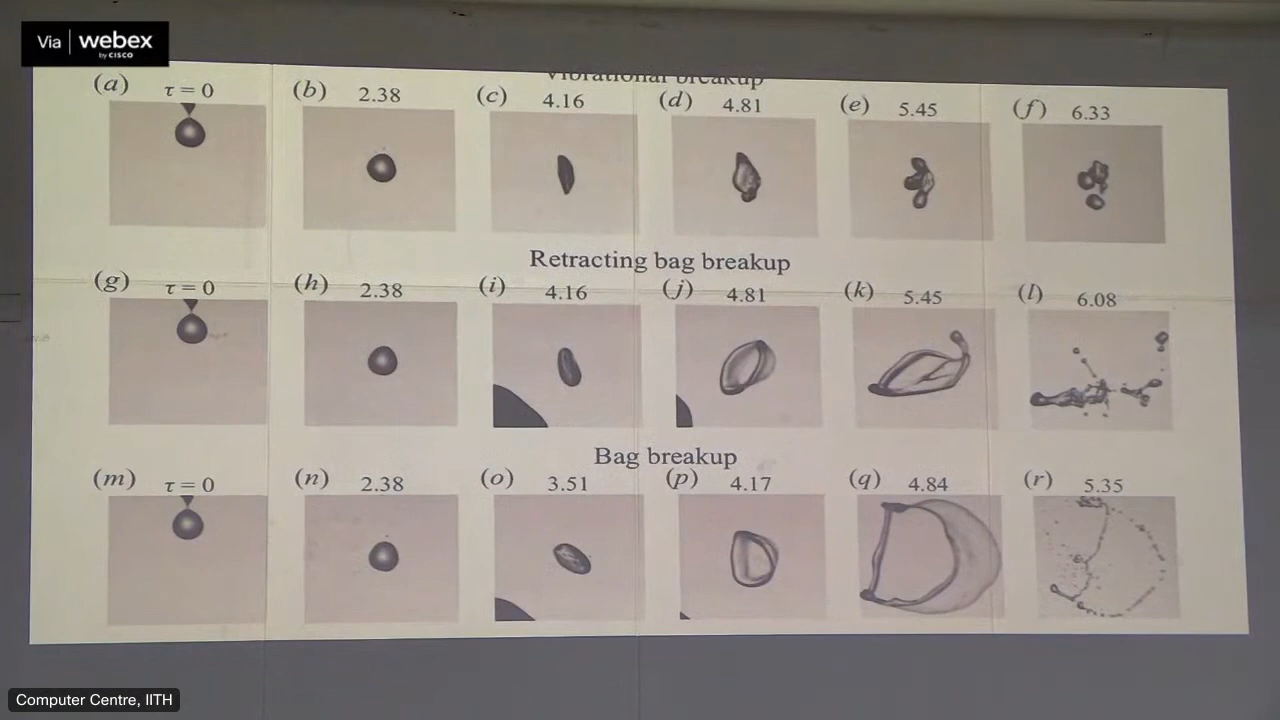 Via webex
by CISCO
Vibrational breakup
(a) τ = 0 (b) 2.38 (c) 4.16 (d) 4.81 (e) 5.45 (f) 6.33
Retracting bag breakup
(g) τ = 0 (h) 2.38 (i) 4.16 (j) 4.81 (k) 5.45 (l) 6.08
Bag breakup
(m) τ = 0 (n) 2.38 (o) 3.51 (p) 4.17 (q) 4.84 (r) 5.35
Computer Centre, IITH